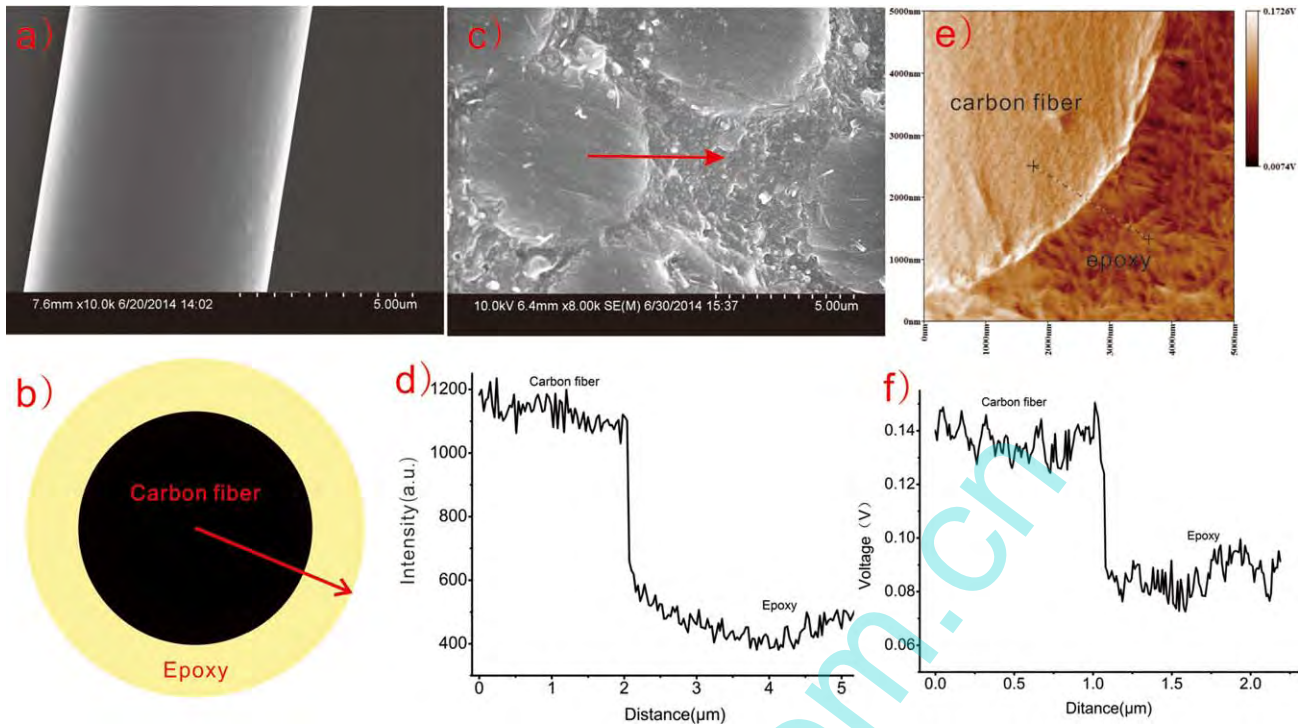 a)
7.6mm x10.0k 6/20/2014 14:02
5.00um
c)
10.0kV 6.4mm x8.00k SE(M) 6/30/2014 15:37
5.00um
e)
carbon fiber
epoxy
5000nm
4000nm
3000nm
2000nm
1000nm
0nm
0nm
1000nm
2000nm
3000nm
4000nm
5000nm
0.1726V
0.0074V
b)
Carbon fiber
Epoxy
d)
Carbon fiber
Epoxy
Intensity(a.u.)
1200
1000
800
600
400
0
1
2
3
4
5
Distance(μm)
f)
Carbon fiber
Epoxy
Voltage(V)
0.14
0.12
0.10
0.08
0.06
0.0
0.5
1.0
1.5
2.0
Ditance(μm)
om.cn